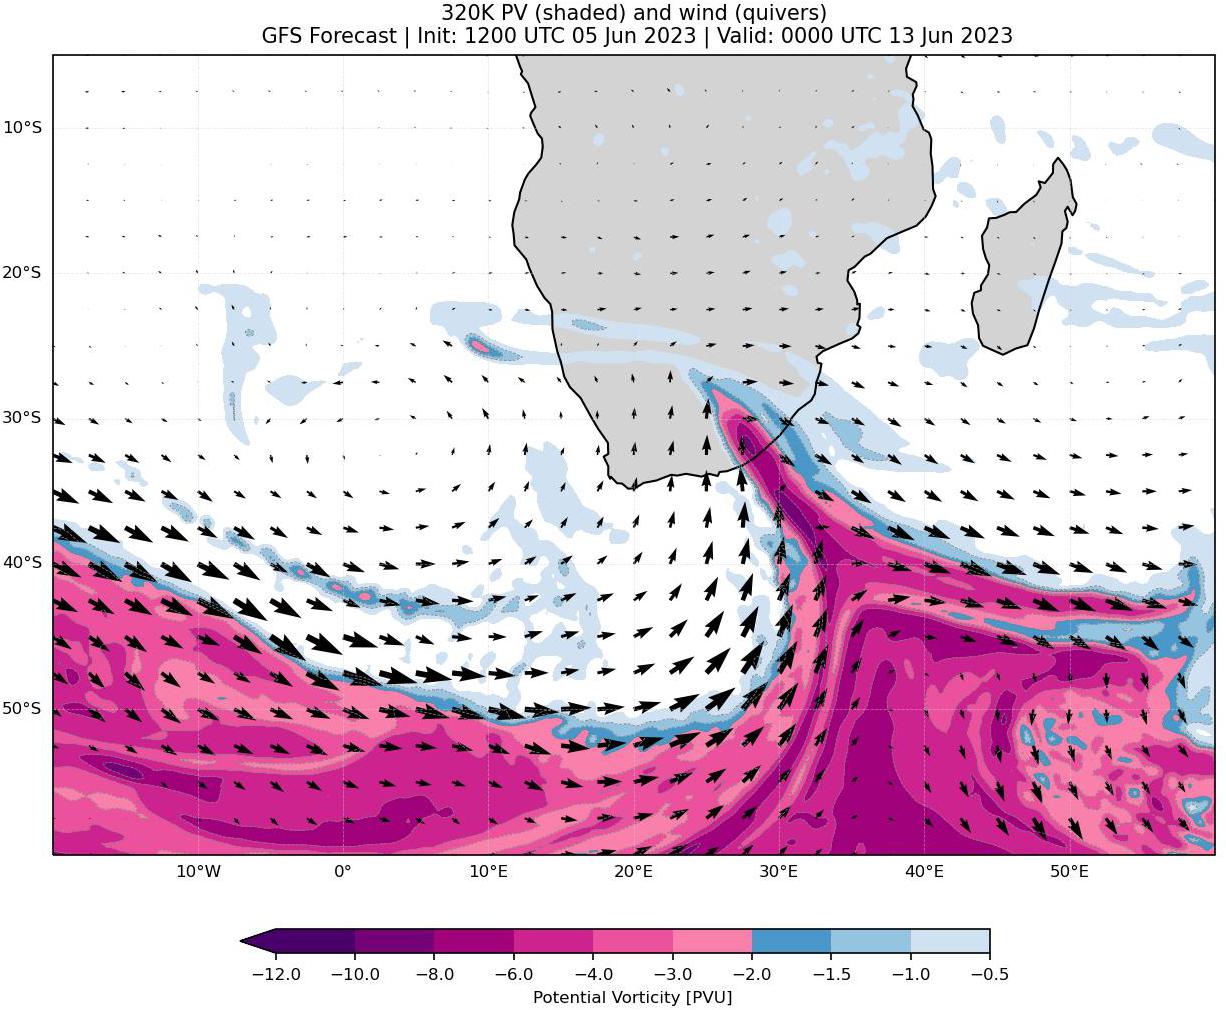 320K PV (shaded) and wind (quivers)
GFS Forecast | Init: 1200 UTC 05 Jun 2023 | Valid: 0000 UTC 13 Jun 2023
10°S
20°S
30°S
40°S
50°S
10°W 0° 10°E 20°E 30°E 40°E 50°E
−12.0 −10.0 −8.0 −6.0 −4.0 −3.0 −2.0 −1.5 −1.0 −0.5
Potential Vorticity [PVU]